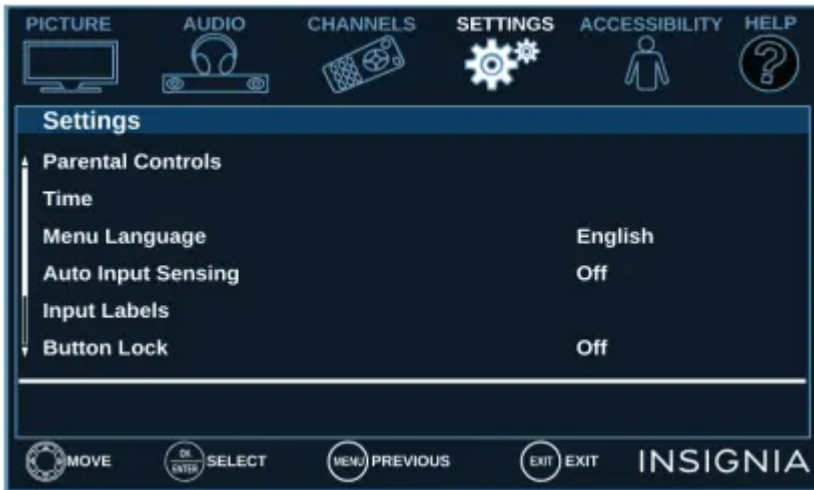 PICTURE AUDIO CHANNELS SETTINGS ACCESSIBILITY HELP
Settings
Parental Controls
Time
Menu Language English
Auto Input Sensing Off
Input Labels
Button Lock Off
MOVE OK ENTER SELECT MENU PREVIOUS EXIT EXIT INSIGNIA